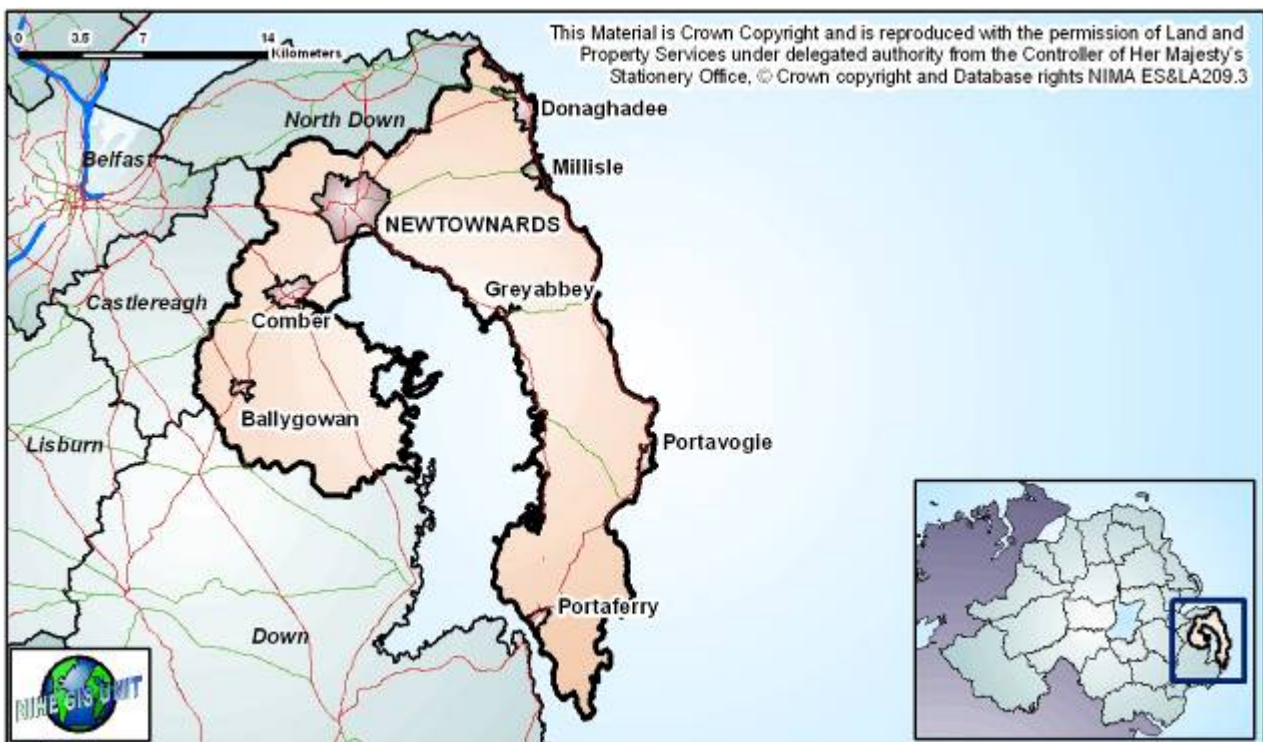 0 3.5 7 14
Kilometers
This Material is Crown Copyright and is reproduced with the permission of Land and
Property Services under delegated authority from the Controller of Her Majesty's
Stationery Office, © Crown copyright and Database rights NIMA ES&LA209.3
North Down
Donaghadee
Belfast
Millisle
NEWTOWNARDS
Castlereagh
Greyabbey
Comber
Ballygowan
Lisburn
Portavogie
Portaferry
Down
NIHE GIS UNIT